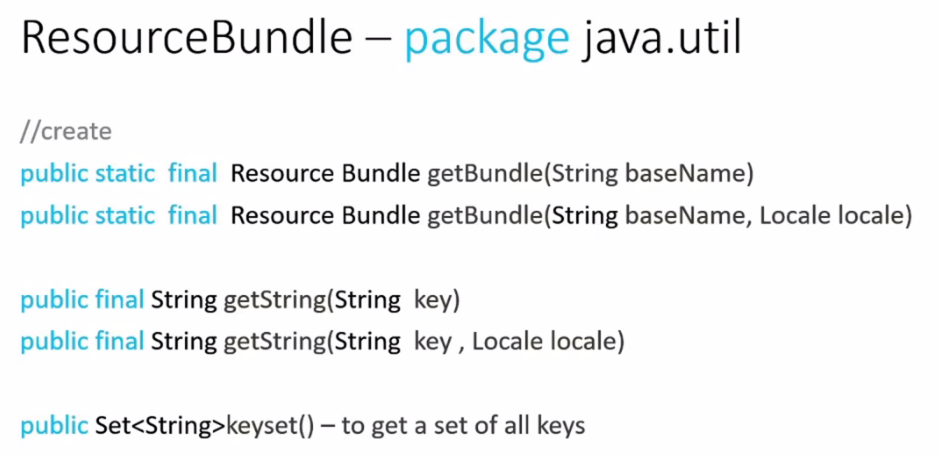 ResourceBundle – package java.util
//create
public static final Resource Bundle getBundle(String baseName)
public static final Resource Bundle getBundle(String baseName, Locale locale)
public final String getString(String key)
public final String getString(String key , Locale locale)
public Set<String>keyset() – to get a set of all keys